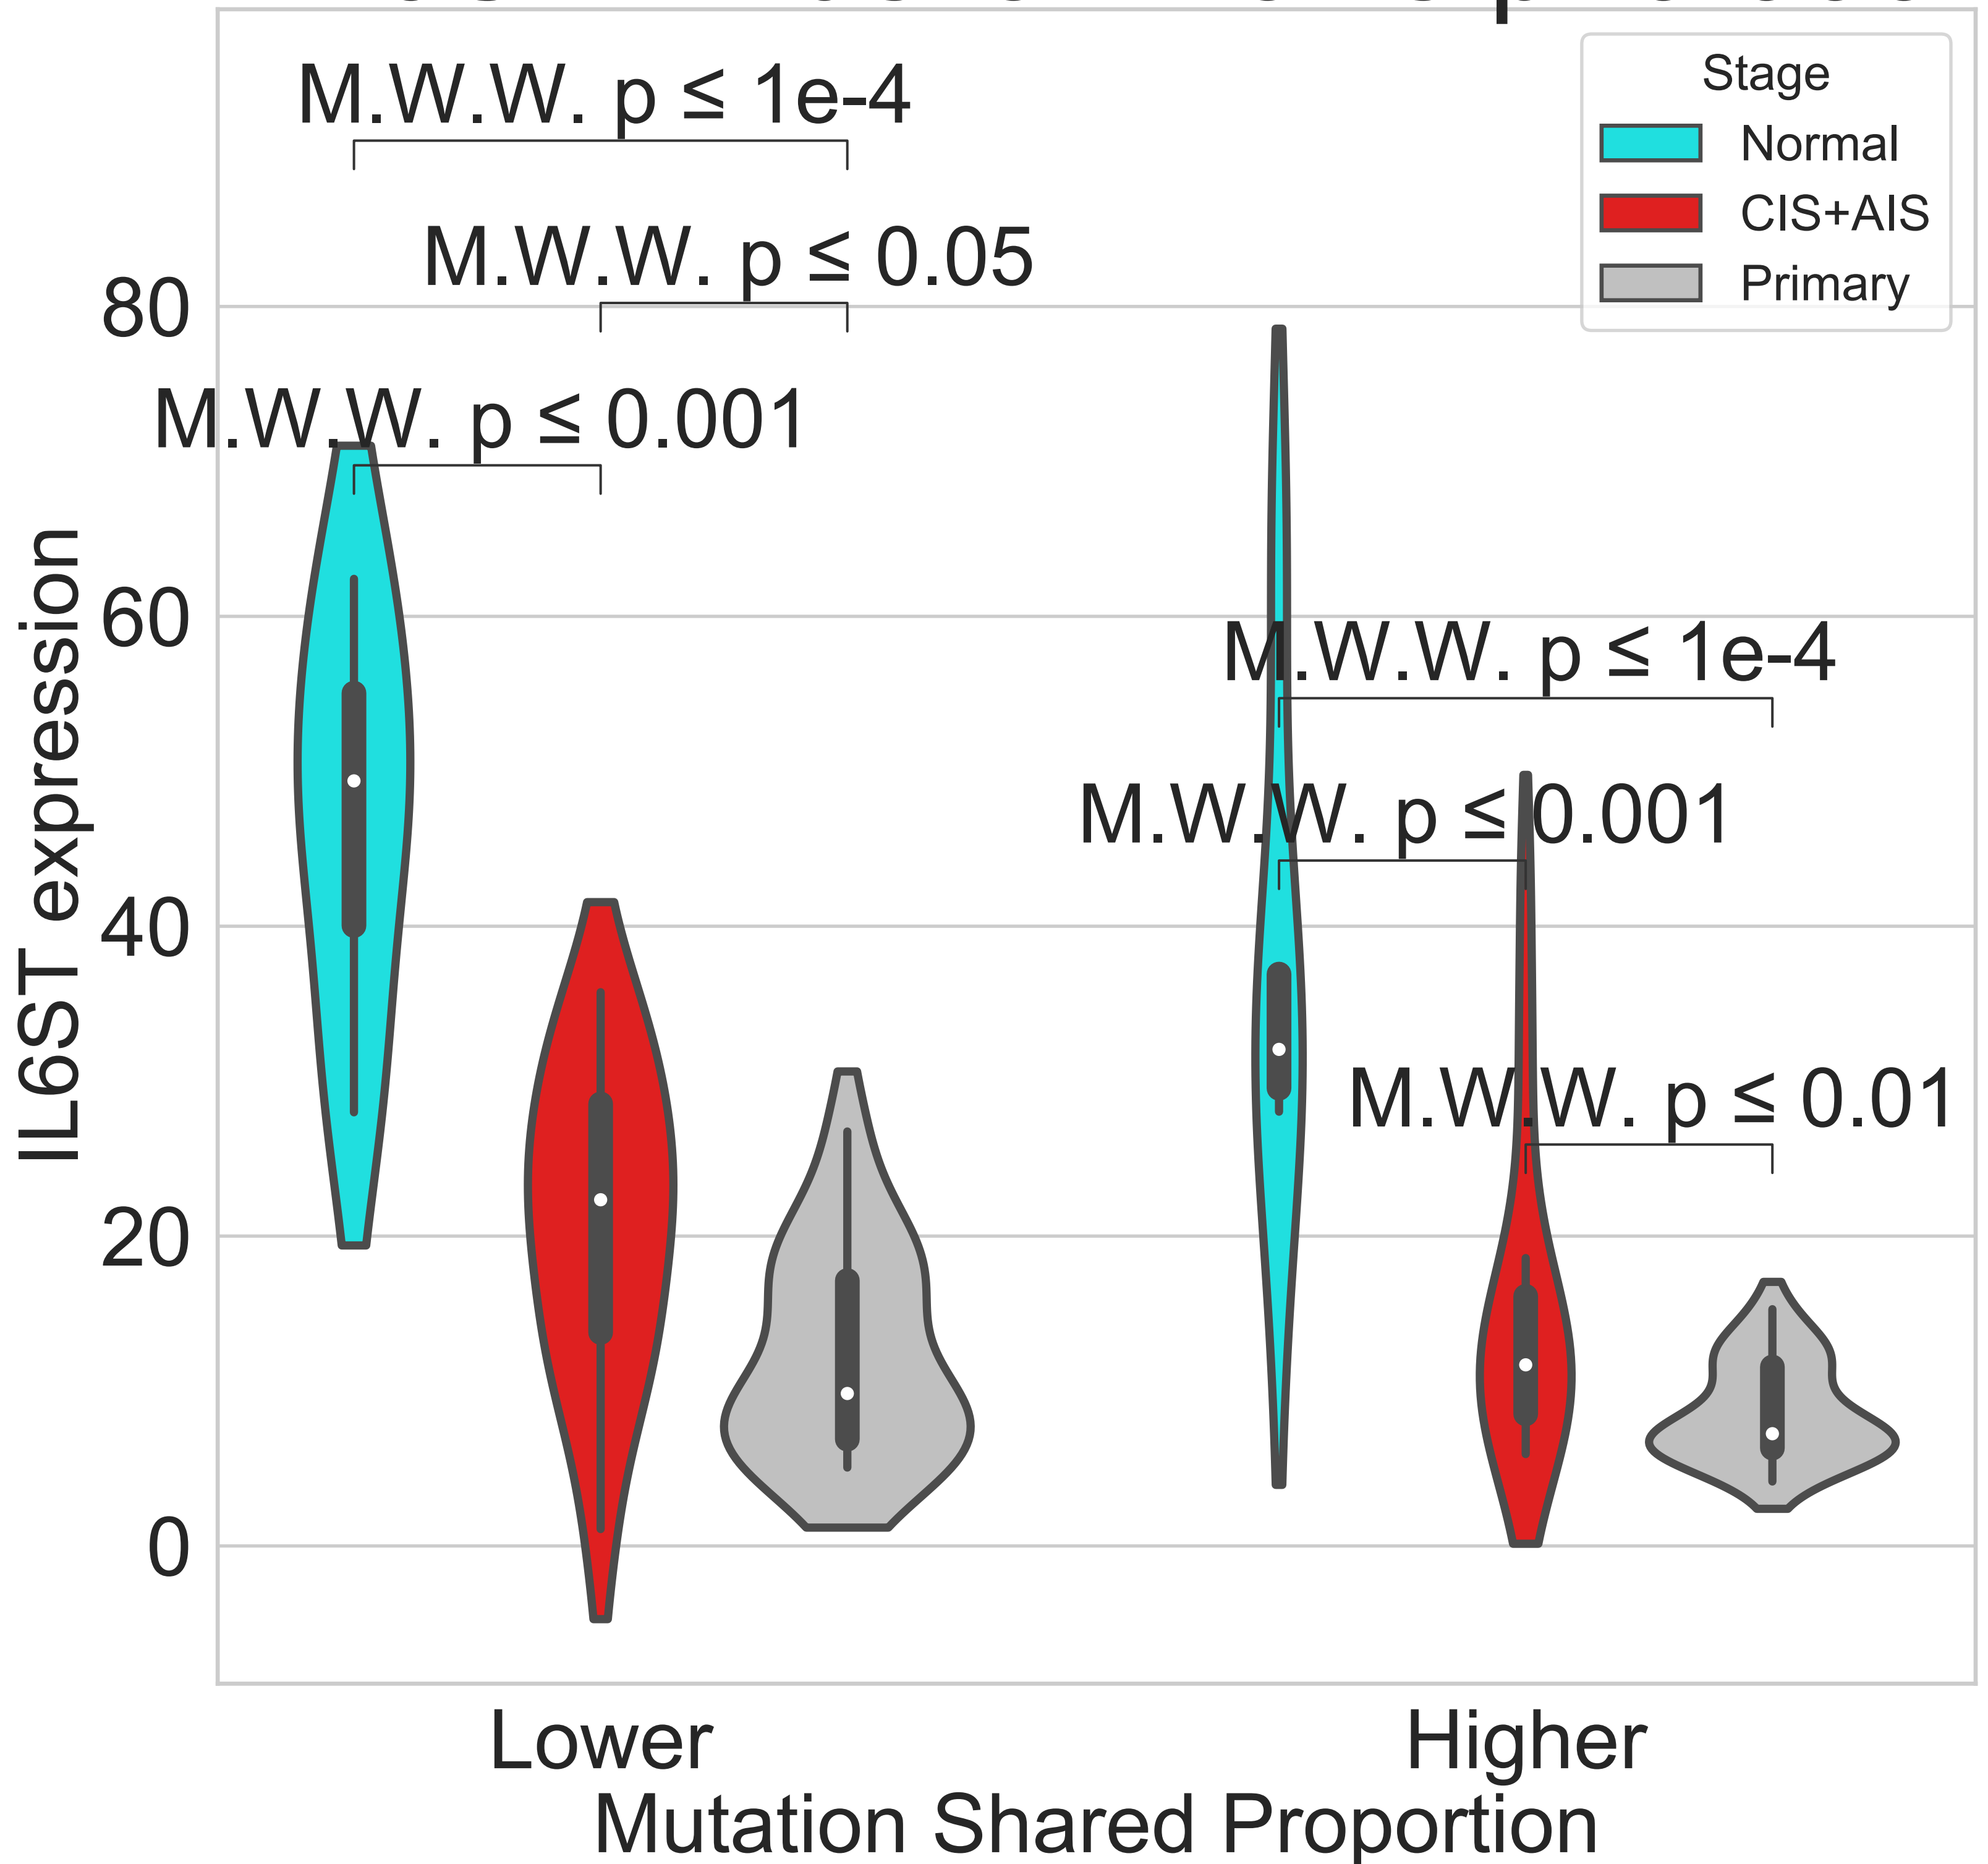 M.W.W. p ≤ 1e-4
Stage
Normal
CIS+AIS
Primary
M.W.W. p ≤ 0.05
80
M.W.W. p ≤ 0.001
60
M.W.W. p ≤ 1e-4
M.W.W. p ≤ 0.001
40
M.W.W. p ≤ 0.01
20
0
IL6ST expression
Lower
Higher
Mutation Shared Proportion